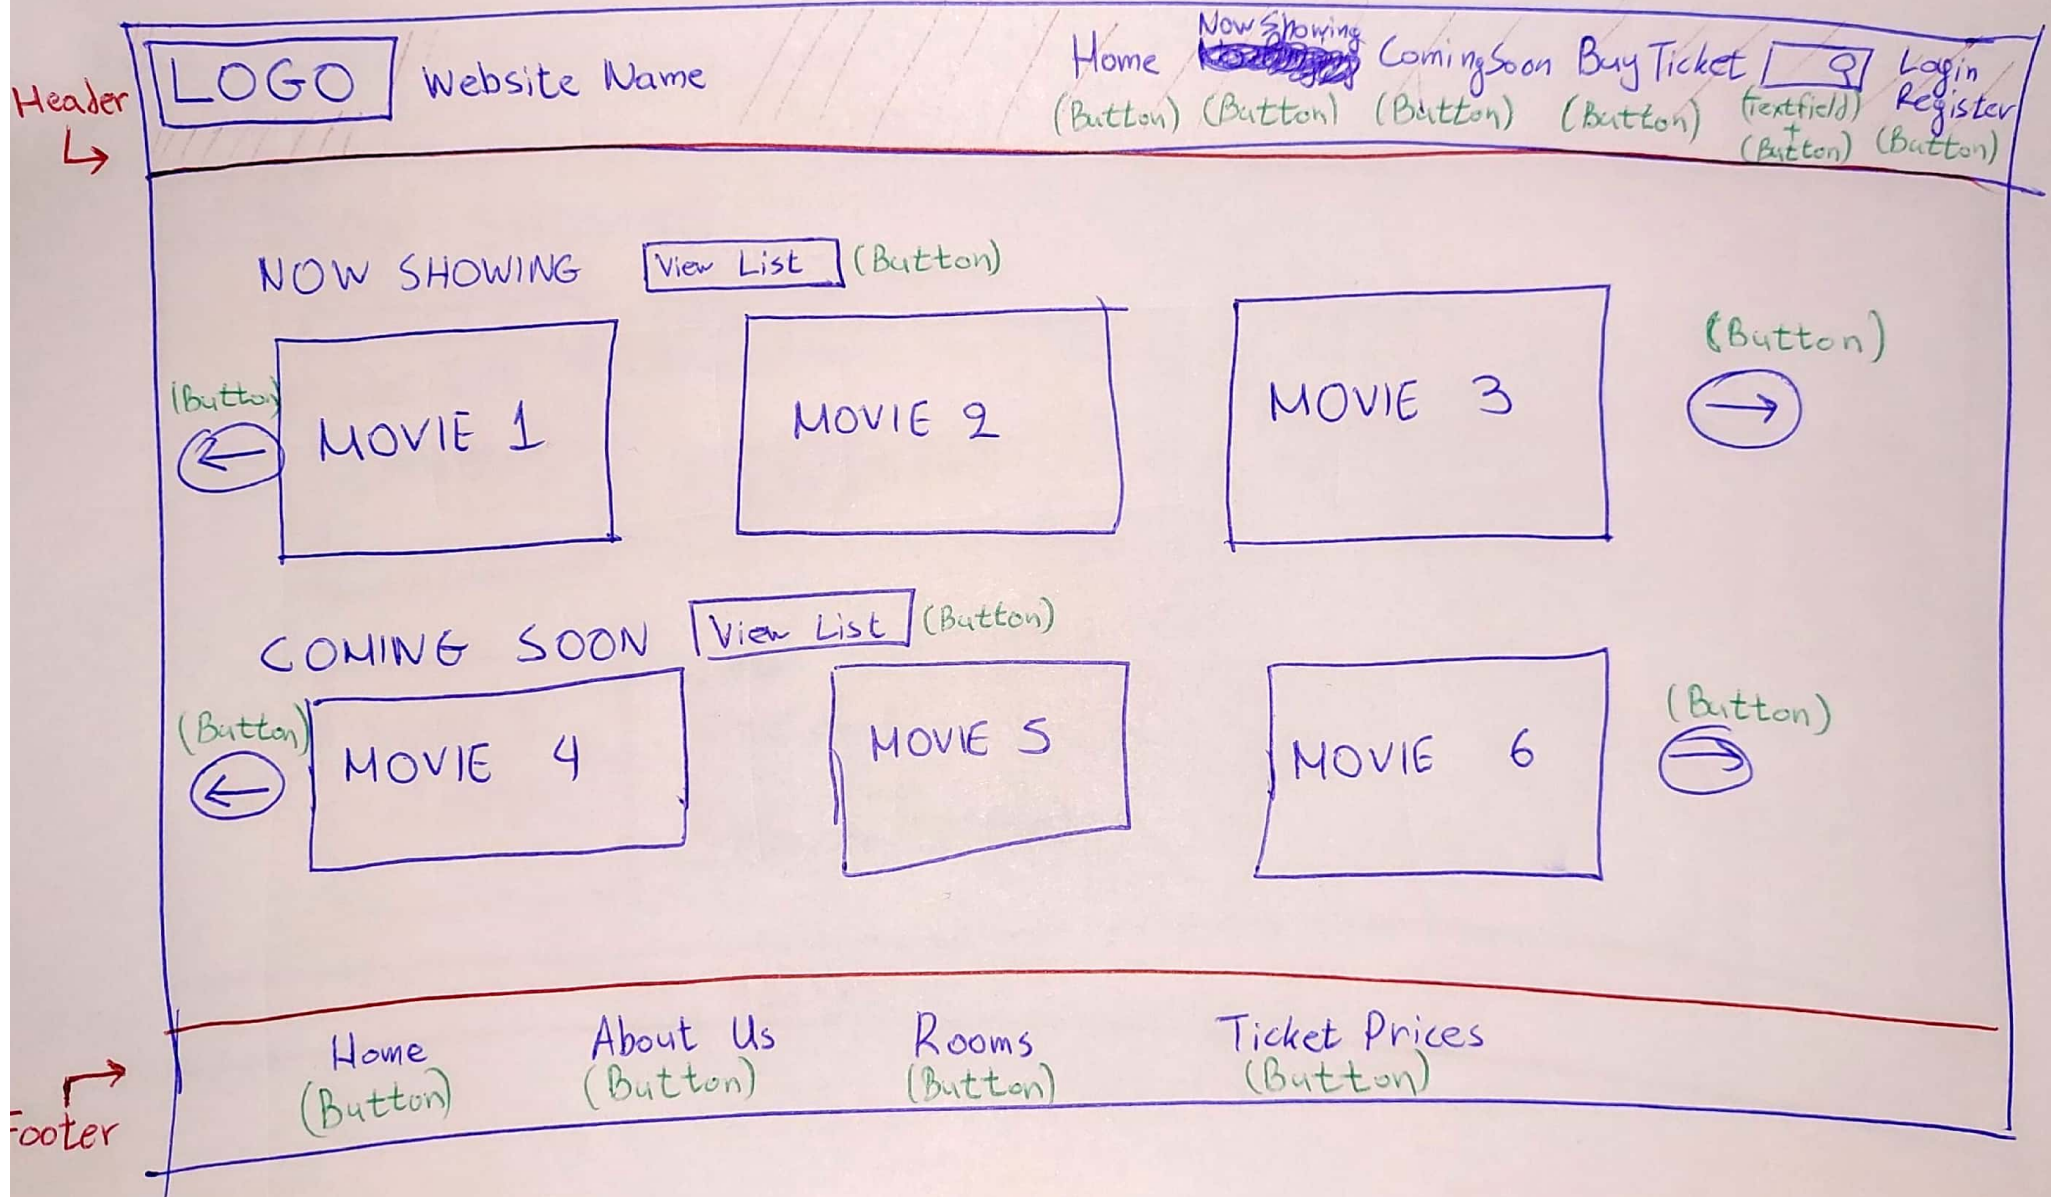 Header
LOGO
Website Name
Home
(Button)
Now Showing
(Button)
Coming Soon
(Button)
Buy Ticket
(Button)
(Textfield)
+
(Button)
Login
Register
(Button)
NOW SHOWING
View List
(Button)
(Button)
MOVIE 1
MOVIE 2
MOVIE 3
(Button)
COMING SOON
View List
(Button)
(Button)
MOVIE 4
MOVIE 5
MOVIE 6
(Button)
Footer
Home
(Button)
About Us
(Button)
Rooms
(Button)
Ticket Prices
(Button)